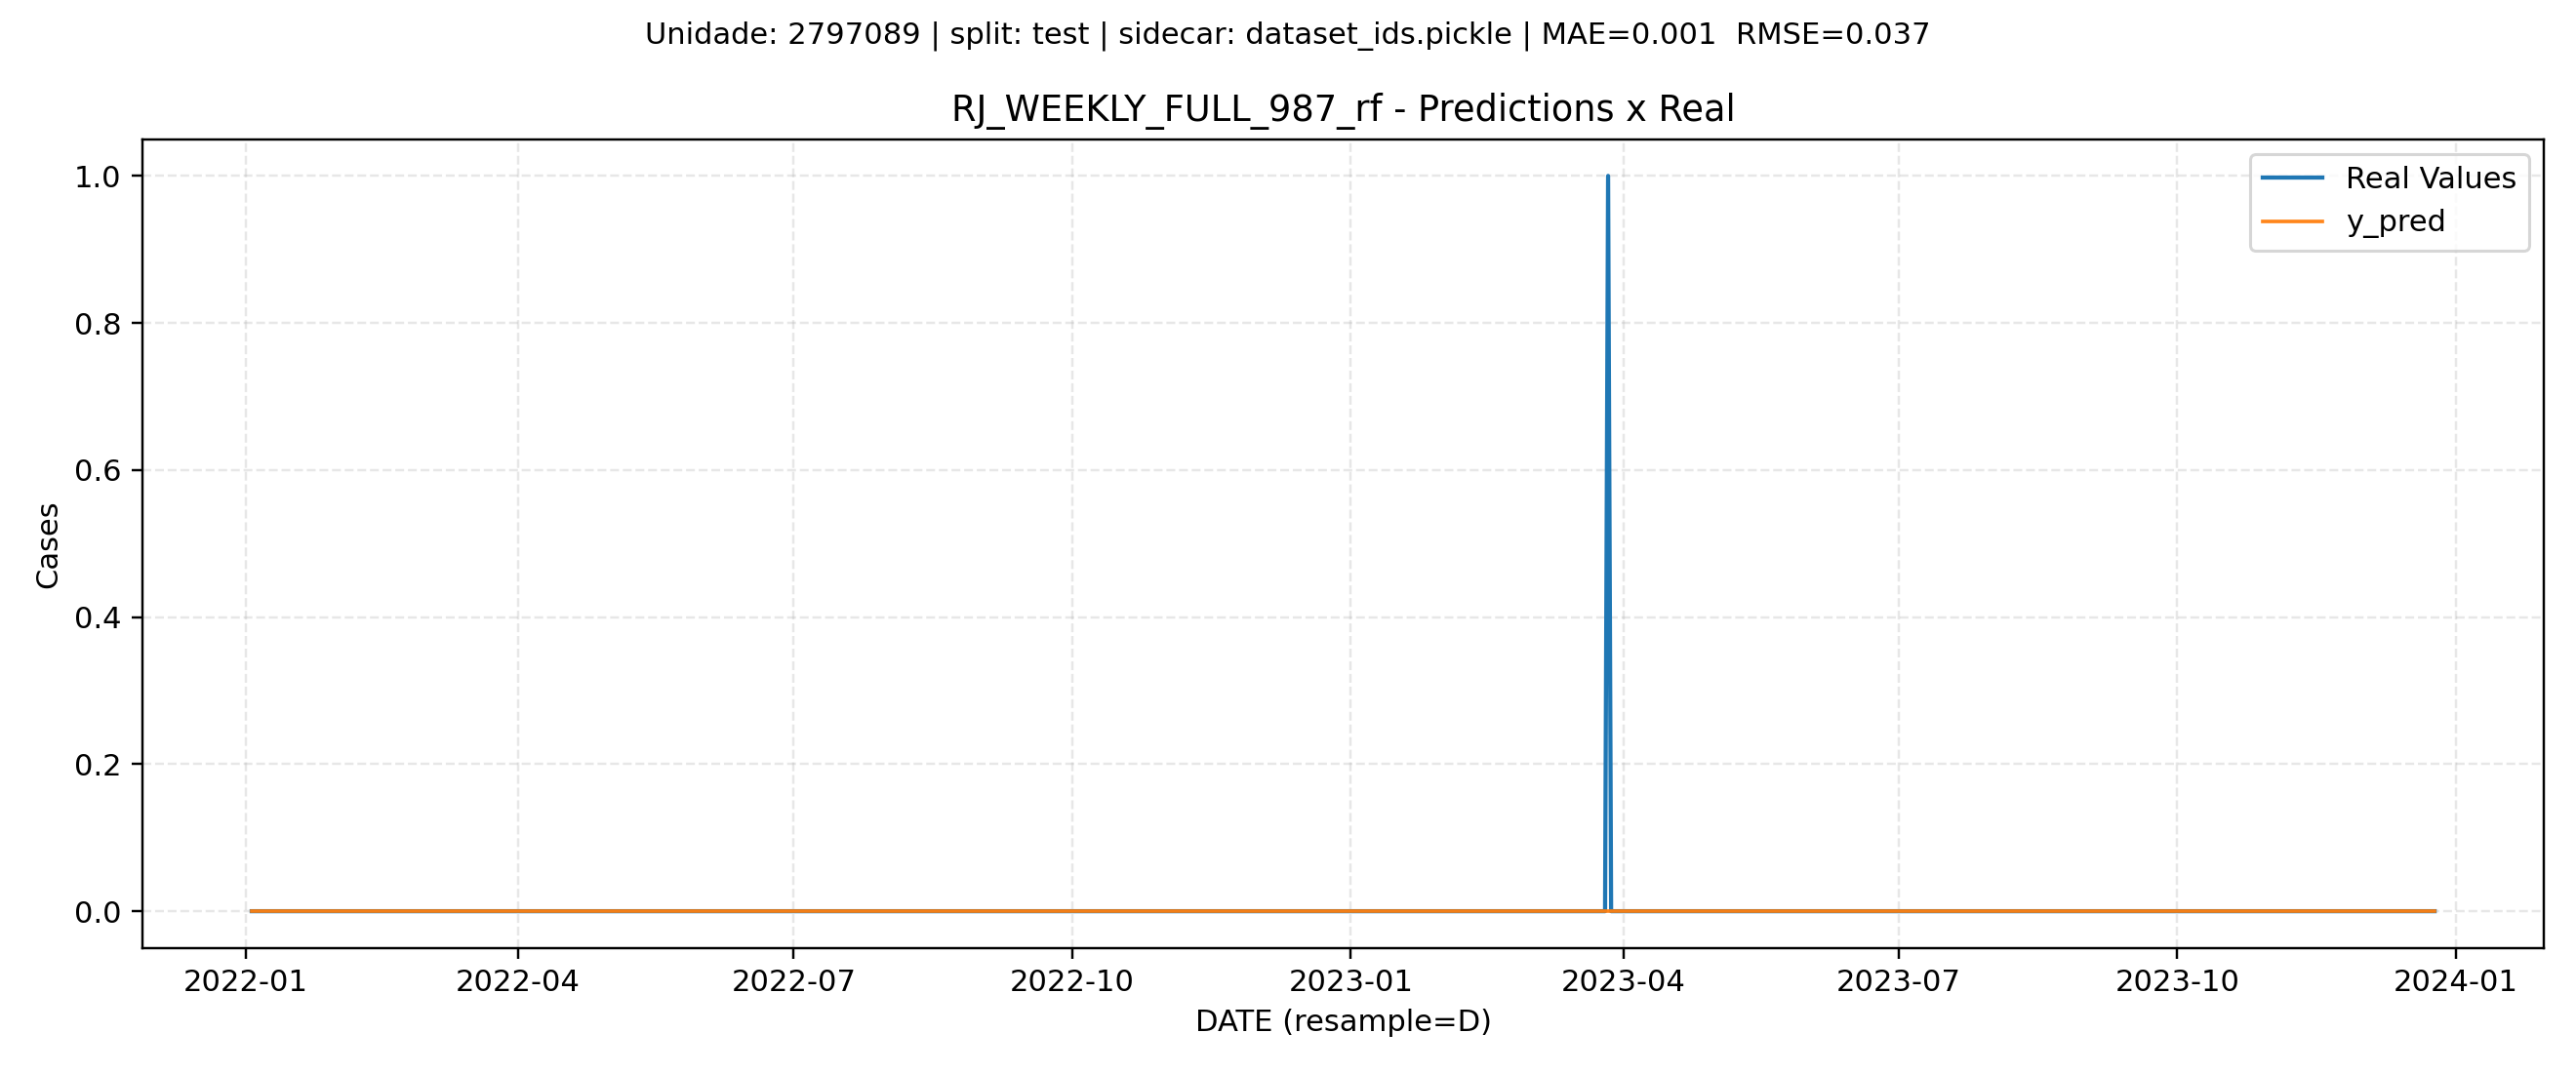 Unidade: 2797089 | split: test | sidecar: dataset_ids.pickle | MAE=0.001  RMSE=0.037
RJ_WEEKLY_FULL_987_rf - Predictions x Real
Real Values
y_pred
1.0
0.8
0.6
0.4
0.2
0.0
Cases
2022-01
2022-04
2022-07
2022-10
2023-01
2023-04
2023-07
2023-10
2024-01
DATE (resample=D)